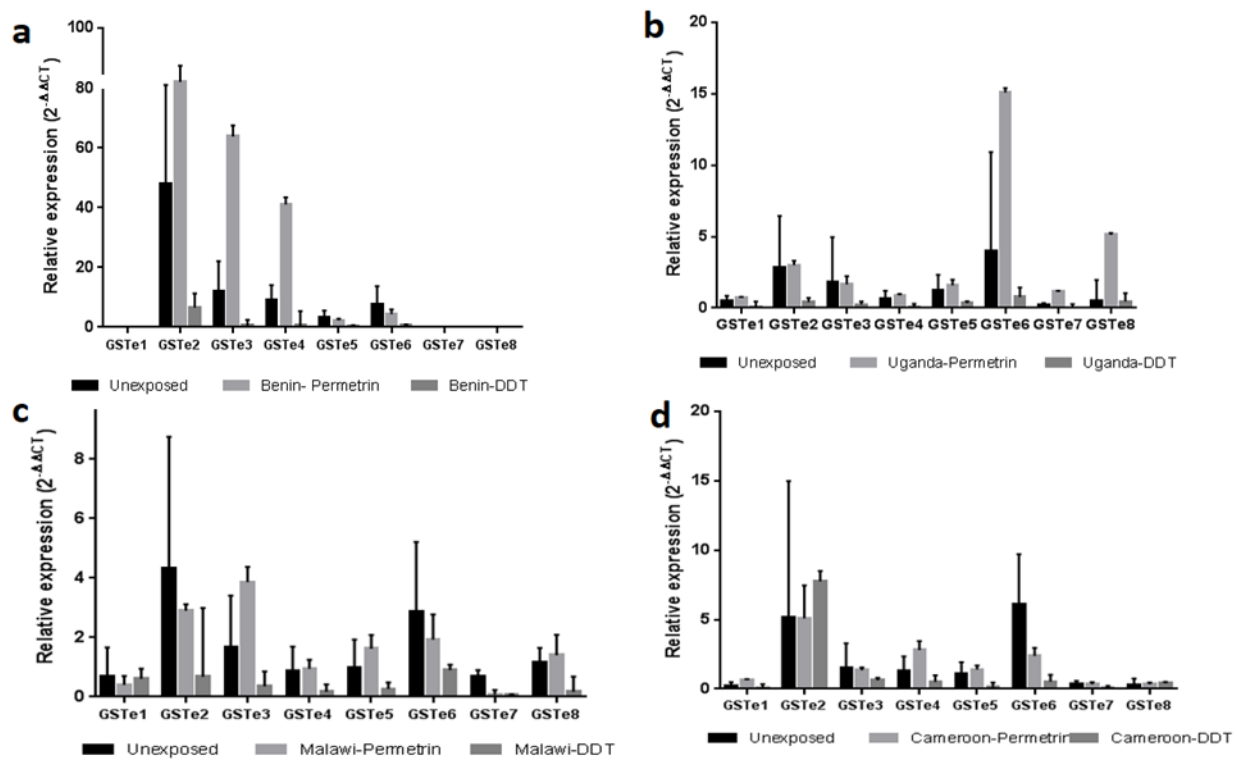 a
Relative expression (2-ΔΔCT)
100
80
60
40
20
0
GSTe1 GSTe2 GSTe3 GSTe4 GSTe5 GSTe6 GSTe7 GSTe8
Unexposed Benin- Permetrin Benin-DDT
b
Relative expression (2-ΔΔCT)
20
15
10
5
0
GSTe1 GSTe2 GSTe3 GSTe4 GSTe5 GSTe6 GSTe7 GSTe8
Unexposed Uganda-Permetrin Uganda-DDT
c
Relative expression (2-ΔΔCT)
8
6
4
2
0
GSTe1 GSTe2 GSTe3 GSTe4 GSTe5 GSTe6 GSTe7 GSTe8
Unexposed Malawi-Permetrin Malawi-DDT
d
Relative expression (2-ΔΔCT)
20
15
10
5
0
GSTe1 GSTe2 GSTe3 GSTe4 GSTe5 GSTe6 GSTe7 GSTe8
Unexposed Cameroon-Permetrin Cameroon-DDT